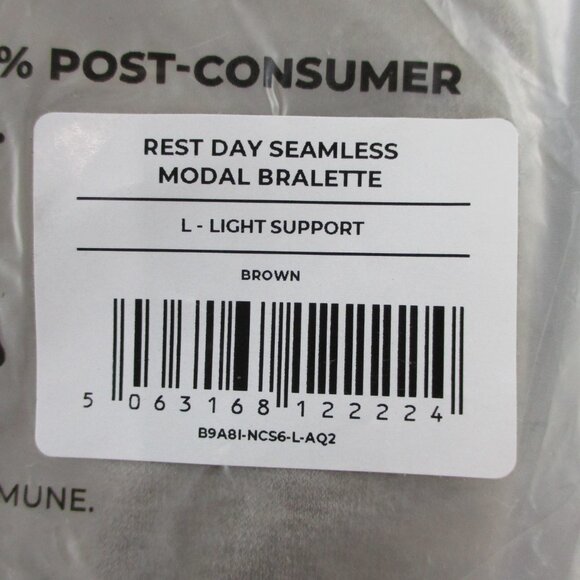 % POST-CONSUMER
REST DAY SEAMLESS
MODAL BRALETTE
L - LIGHT SUPPORT
BROWN
5 063168 122224
B9A8I-NCS6-L-AQ2
MUNE.